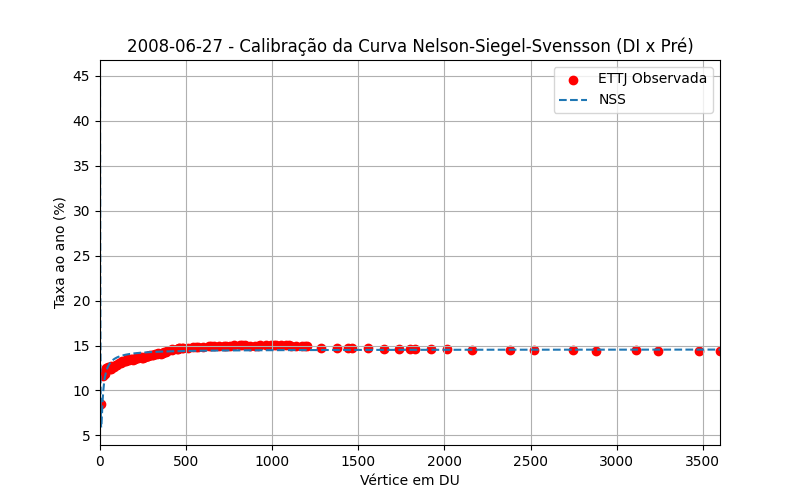 2008-06-27 - Calibração da Curva Nelson-Siegel-Svensson (DI x Pré)
ETTJ Observada
NSS
Taxa ao ano (%)
45
40
35
30
25
20
15
10
5
0 500 1000 1500 2000 2500 3000 3500
Vértice em DU